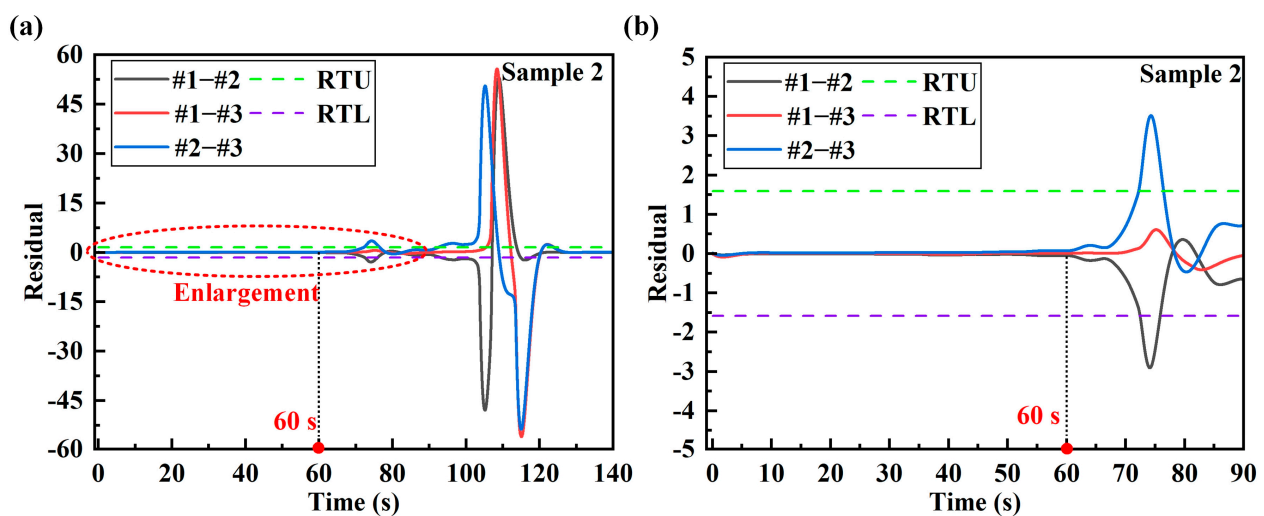 (a)
Residual
60
45
30
15
0
-15
-30
-45
-60
#1−#2
RTU
#1−#3
RTL
#2−#3
Sample 2
Enlargement
60 s
0
20
40
60
80
100
120
140
Time (s)
(b)
Residual
5
4
3
2
1
0
-1
-2
-3
-4
-5
#1−#2
RTU
#1−#3
RTL
#2−#3
Sample 2
60 s
0
10
20
30
40
50
60
70
80
90
Time (s)